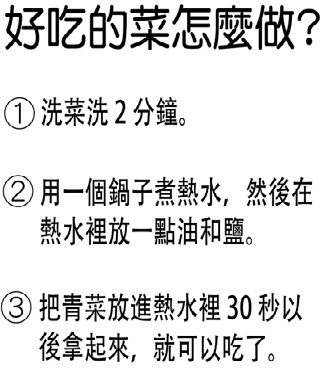 好吃的菜怎麼做?
① 洗菜洗 2 分鐘。
② 用一個鍋子煮熱水，然後在
熱水裡放一點油和鹽。
③ 把青菜放進熱水裡 30 秒以
後拿起來，就可以吃了。